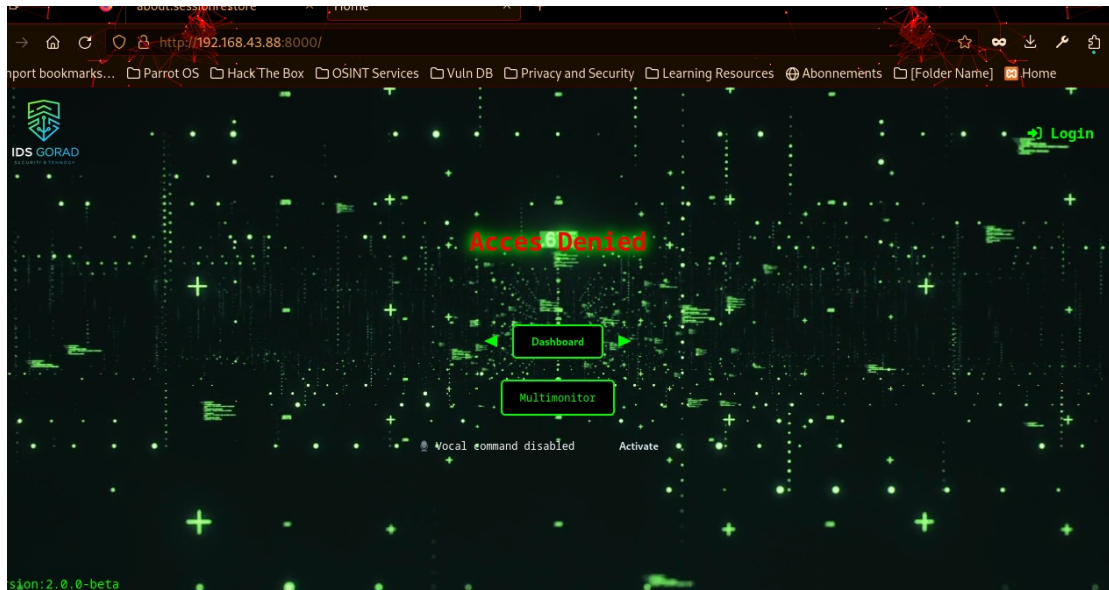 about:sessionrestore Home
http://192.168.43.88:8000/
mport bookmarks... Parrot OS Hack The Box OSINT Services Vuln DB Privacy and Security Learning Resources Abonnements [Folder Name] Home
IDS GORAD
Login
Acces Denied
Dashboard
Multimonitor
Vocal command disabled Activate
rsion:2.0.0-beta